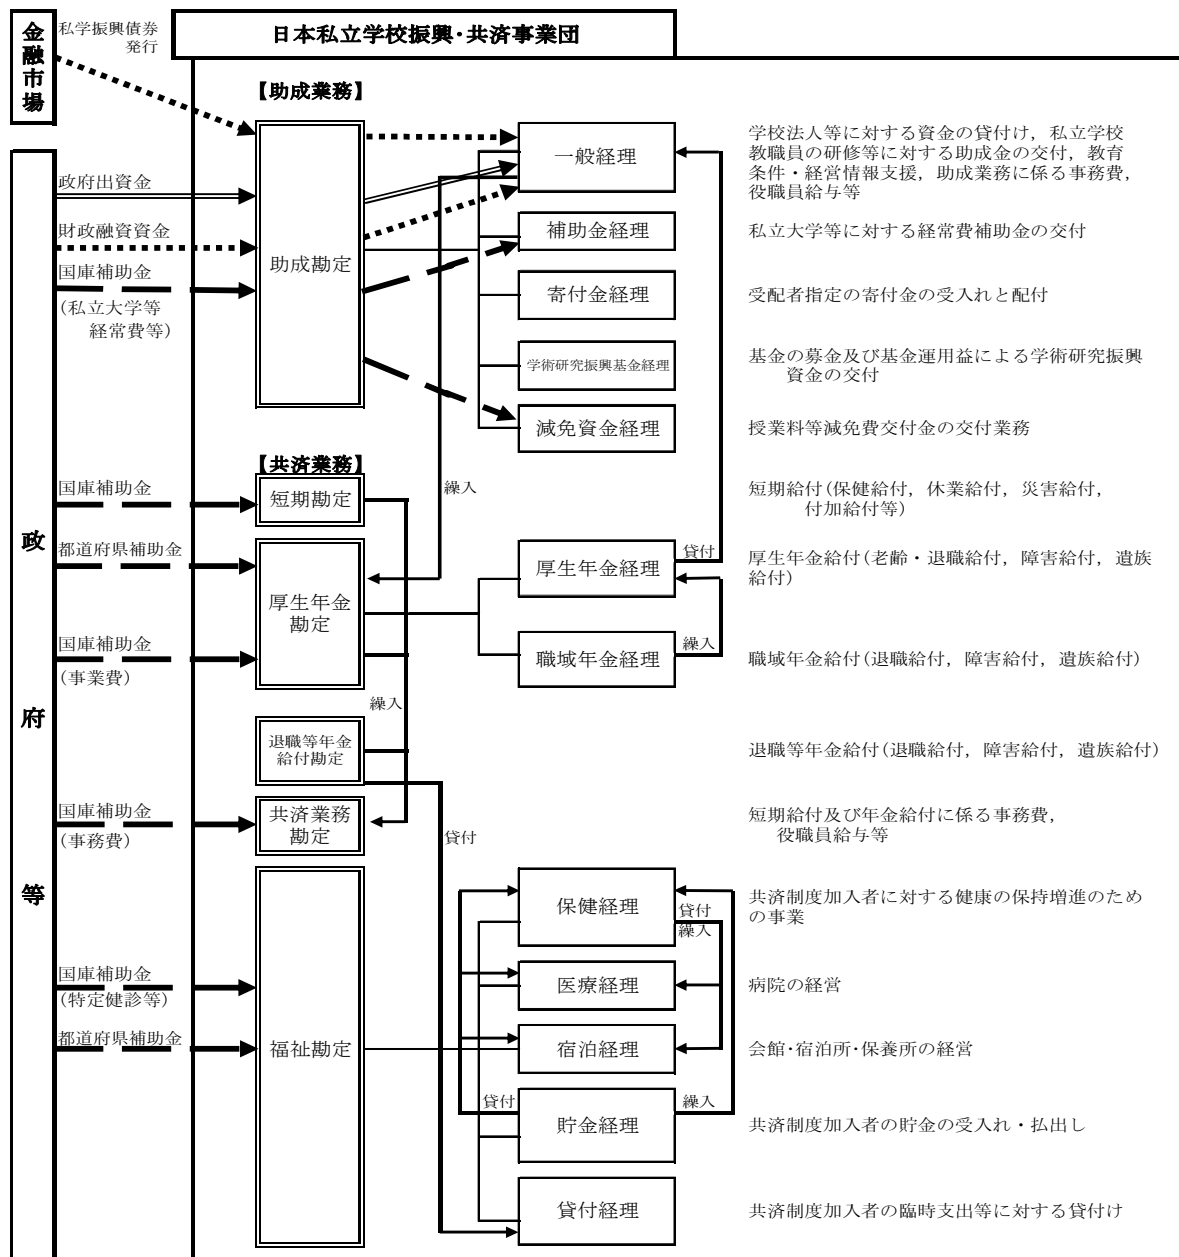 金融市場
私学振興債券
発行
日本私立学校振興・共済事業団
【助成業務】
政府等
政府出資金
財政融資資金
国庫補助金
(私立大学等
経常費等)
助成勘定
一般経理
学校法人等に対する資金の貸付け，私立学校
教職員の研修等に対する助成金の交付，教育
条件・経営情報支援，助成業務に係る事務費，
役職員給与等
補助金経理
私立大学等に対する経常費補助金の交付
寄付金経理
受配者指定の寄付金の受入れと配付
学術研究振興基金経理
基金の募金及び基金運用益による学術研究振興
資金の交付
減免資金経理
授業料等減免費交付金の交付業務
【共済業務】
国庫補助金
短期勘定
繰入
短期給付(保健給付，休業給付，災害給付，
付加給付等)
都道府県補助金
厚生年金
勘定
厚生年金経理
貸付
厚生年金給付(老齢・退職給付，障害給付，遺族
給付)
国庫補助金
(事業費)
職域年金経理
繰入
職域年金給付(退職給付，障害給付，遺族給付)
繰入
退職等年金
給付勘定
退職等年金給付(退職給付，障害給付，遺族給付)
国庫補助金
(事務費)
共済業務
勘定
貸付
短期給付及び年金給付に係る事務費，
役職員給与等
保健経理
貸付
繰入
共済制度加入者に対する健康の保持増進のため
の事業
国庫補助金
(特定健診等)
医療経理
病院の経営
都道府県補助金
福祉勘定
宿泊経理
会館・宿泊所・保養所の経営
貸付
貯金経理
繰入
共済制度加入者の貯金の受入れ・払出し
貸付経理
共済制度加入者の臨時支出等に対する貸付け